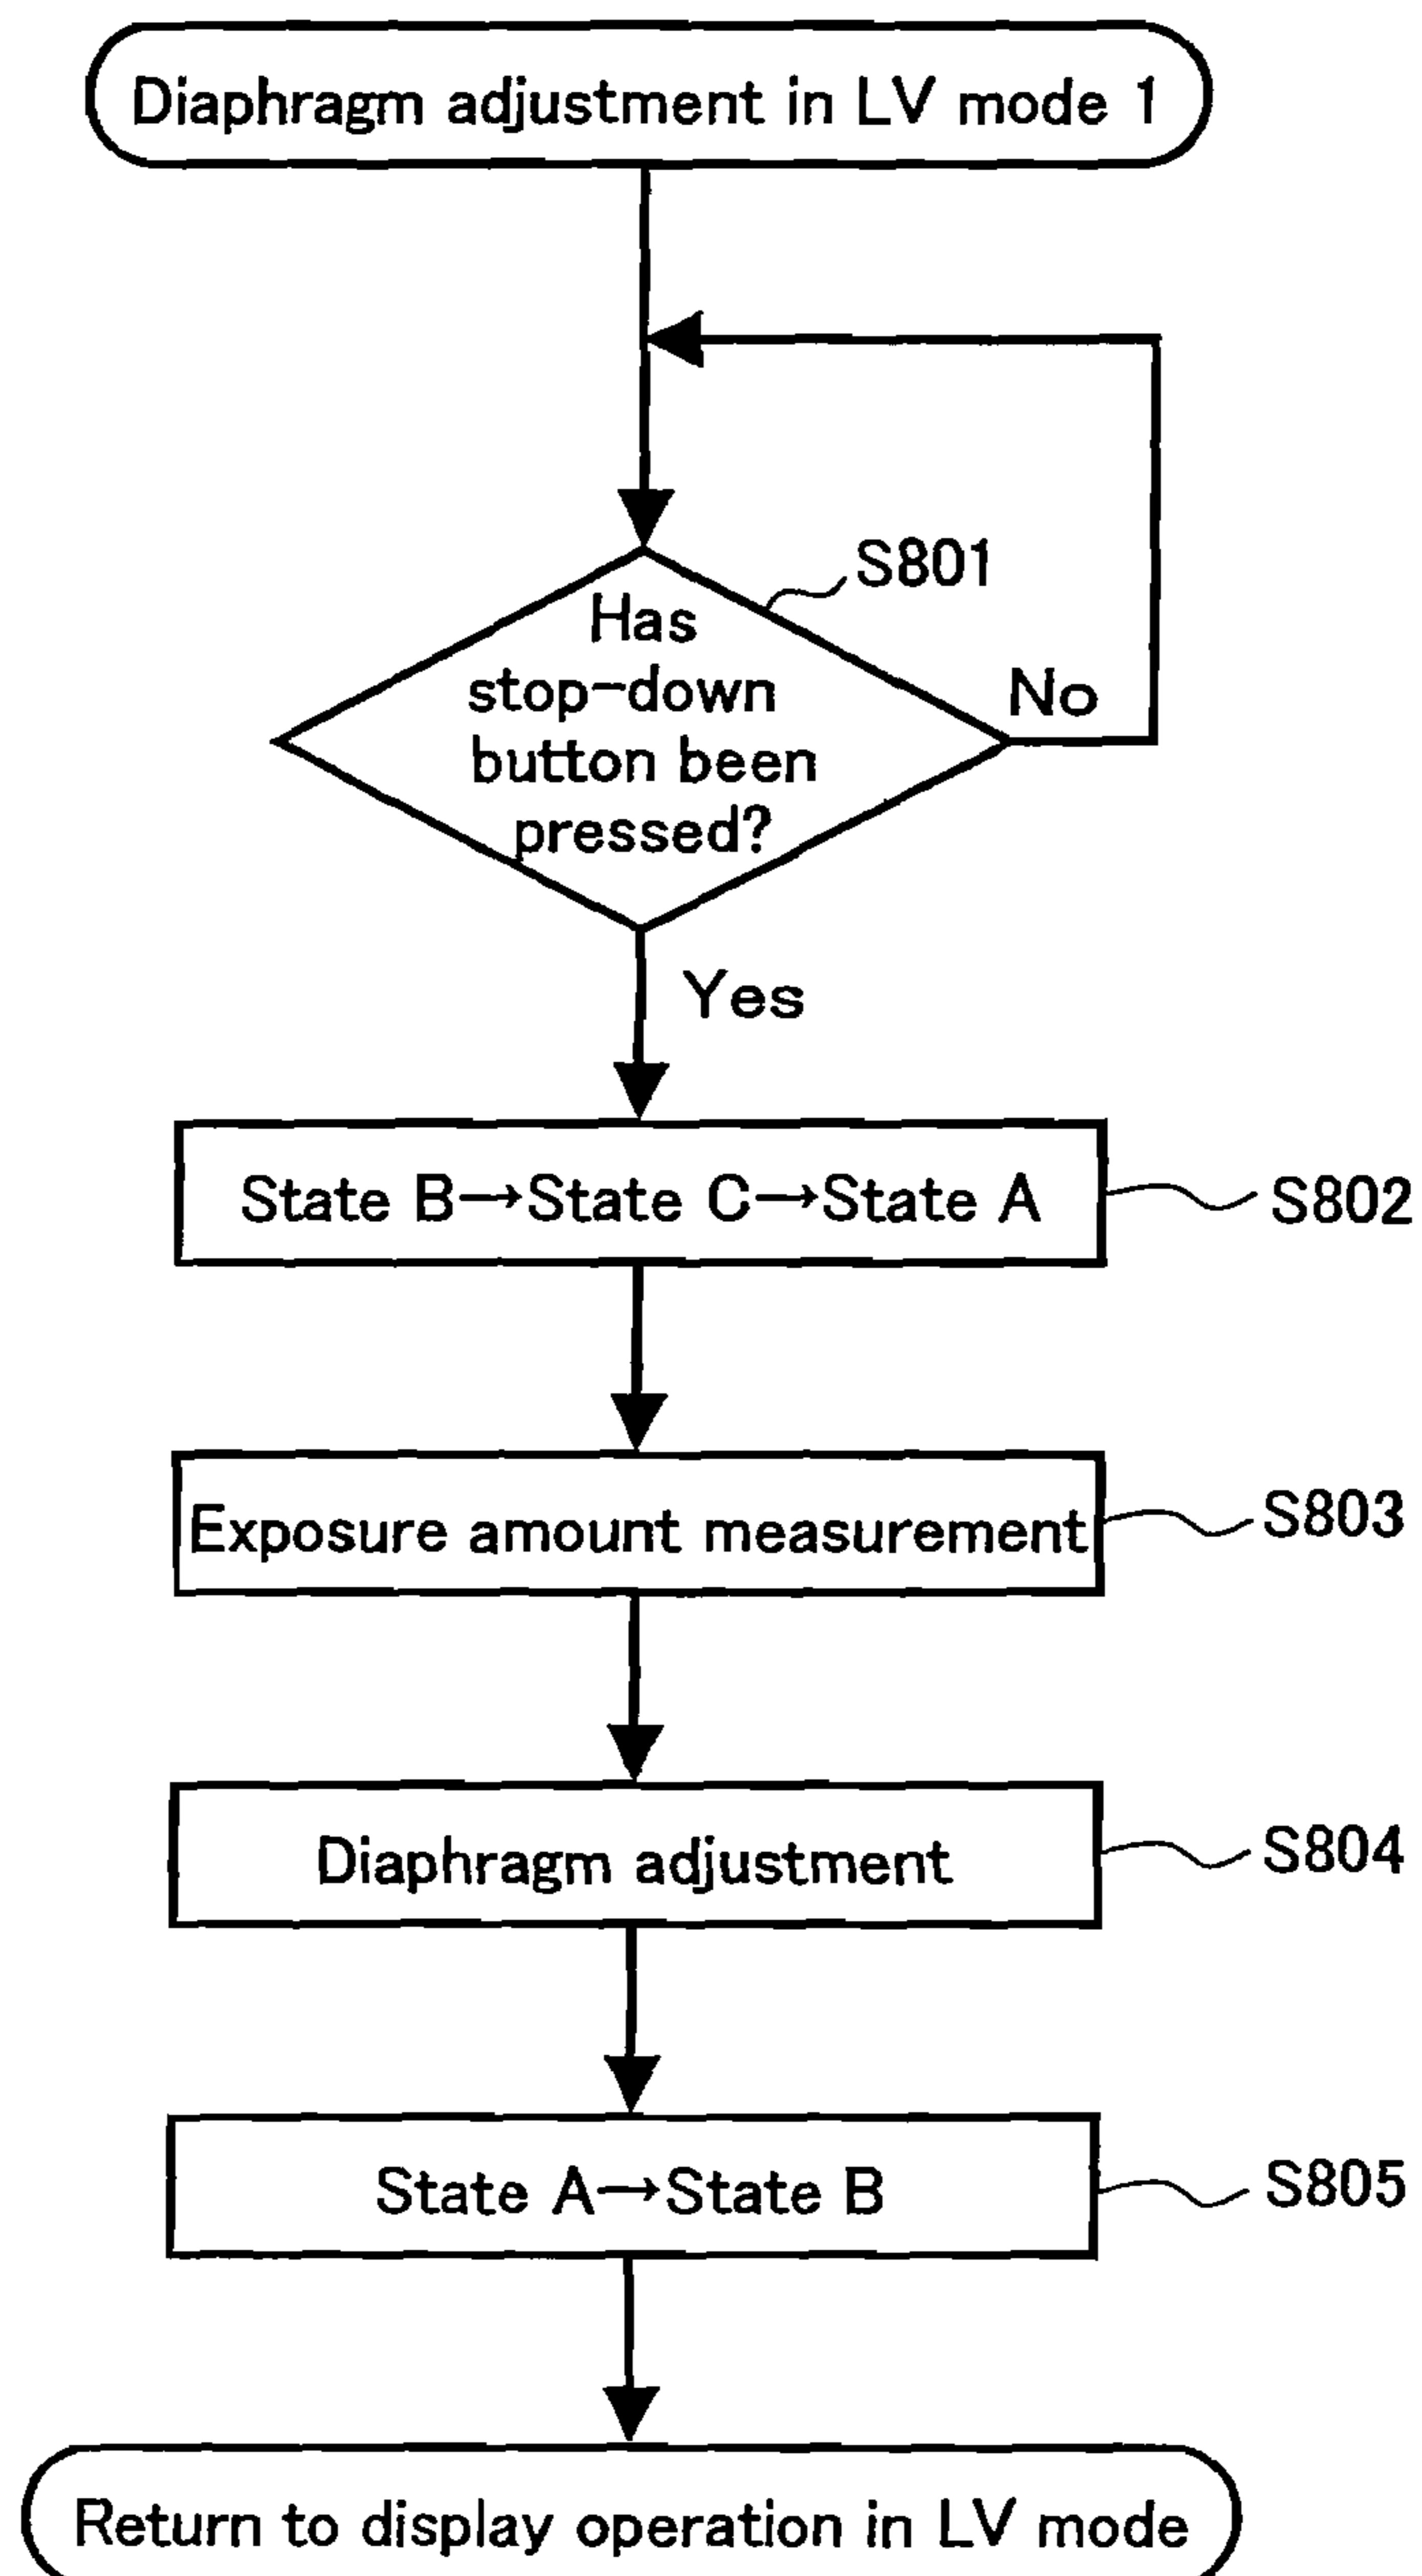 Diaphragm adjustment in LV mode 1
S801
Has
stop-down
button been
pressed?
No
Yes
State B→State C→State A
S802
Exposure amount measurement
S803
Diaphragm adjustment
S804
State A→State B
S805
Return to display operation in LV mode